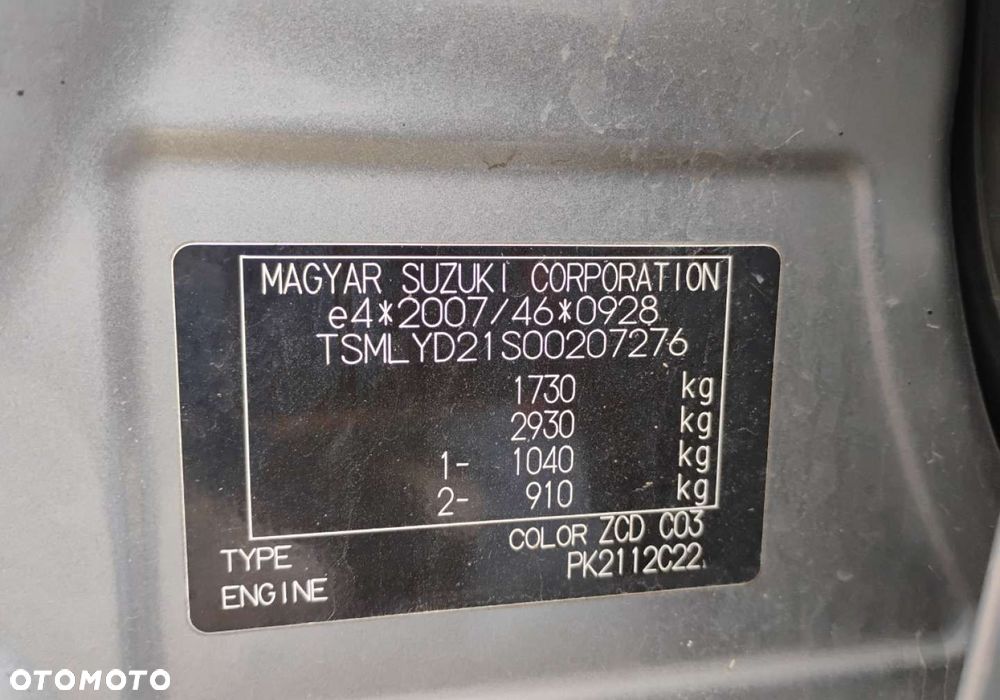 MAGYAR SUZUKI CORPORATION
e4*2007/46*0928
TSMLYD21S00207276
1730 kg
2930 kg
1- 1040 kg
2- 910 kg
COLOR ZCD C03
TYPE PK2112C22
ENGINE
OTOMOTO